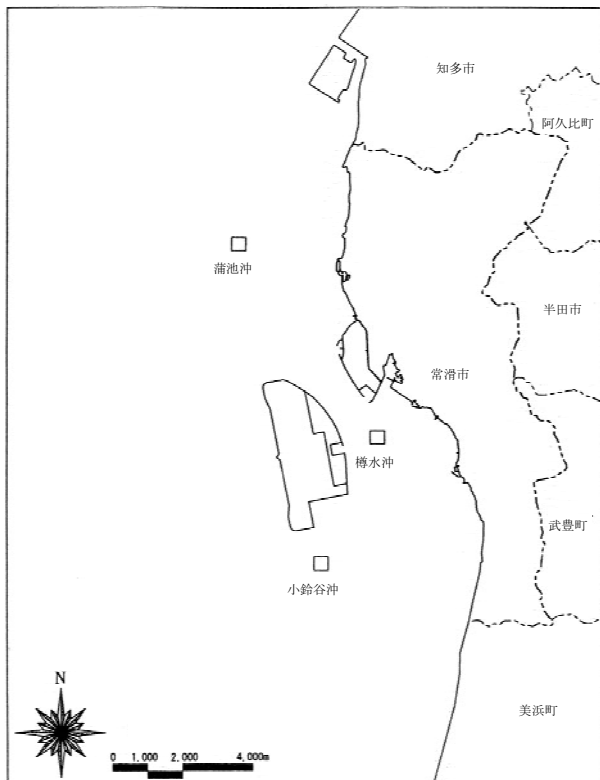 知多市
阿久比町
蒲池沖
半田市
常滑市
樽水沖
武豊町
小鈴谷沖
N
美浜町
0 1,000 2,000 4,000m